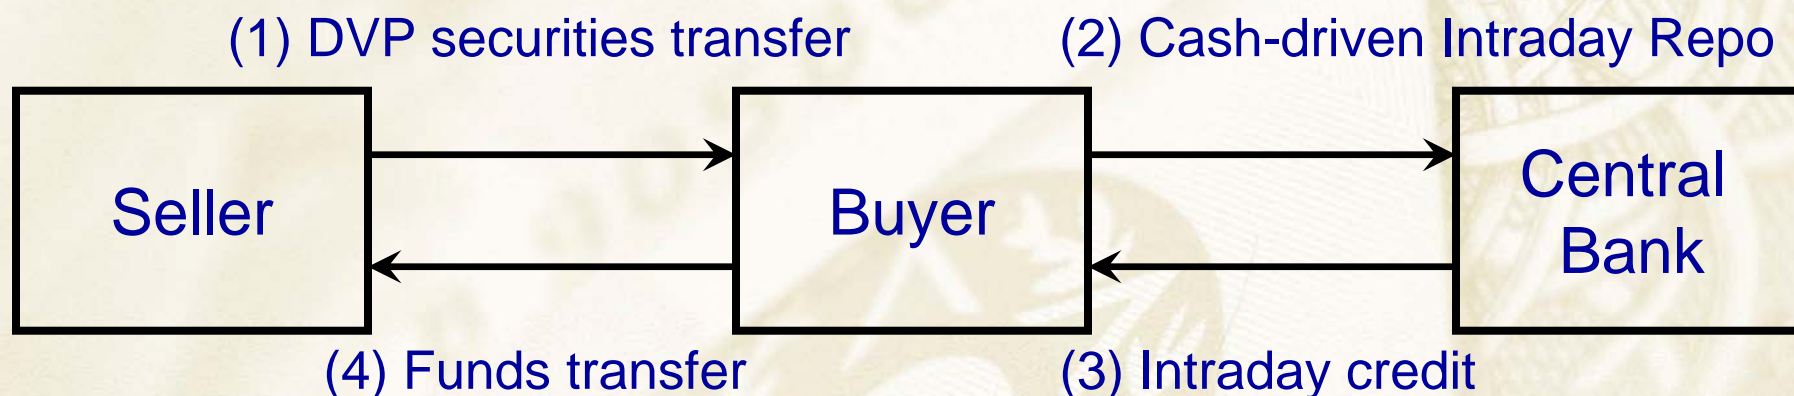 (1) DVP securities transfer
(2) Cash-driven Intraday Repo
Seller
Buyer
Central
Bank
(4) Funds transfer
(3) Intraday credit